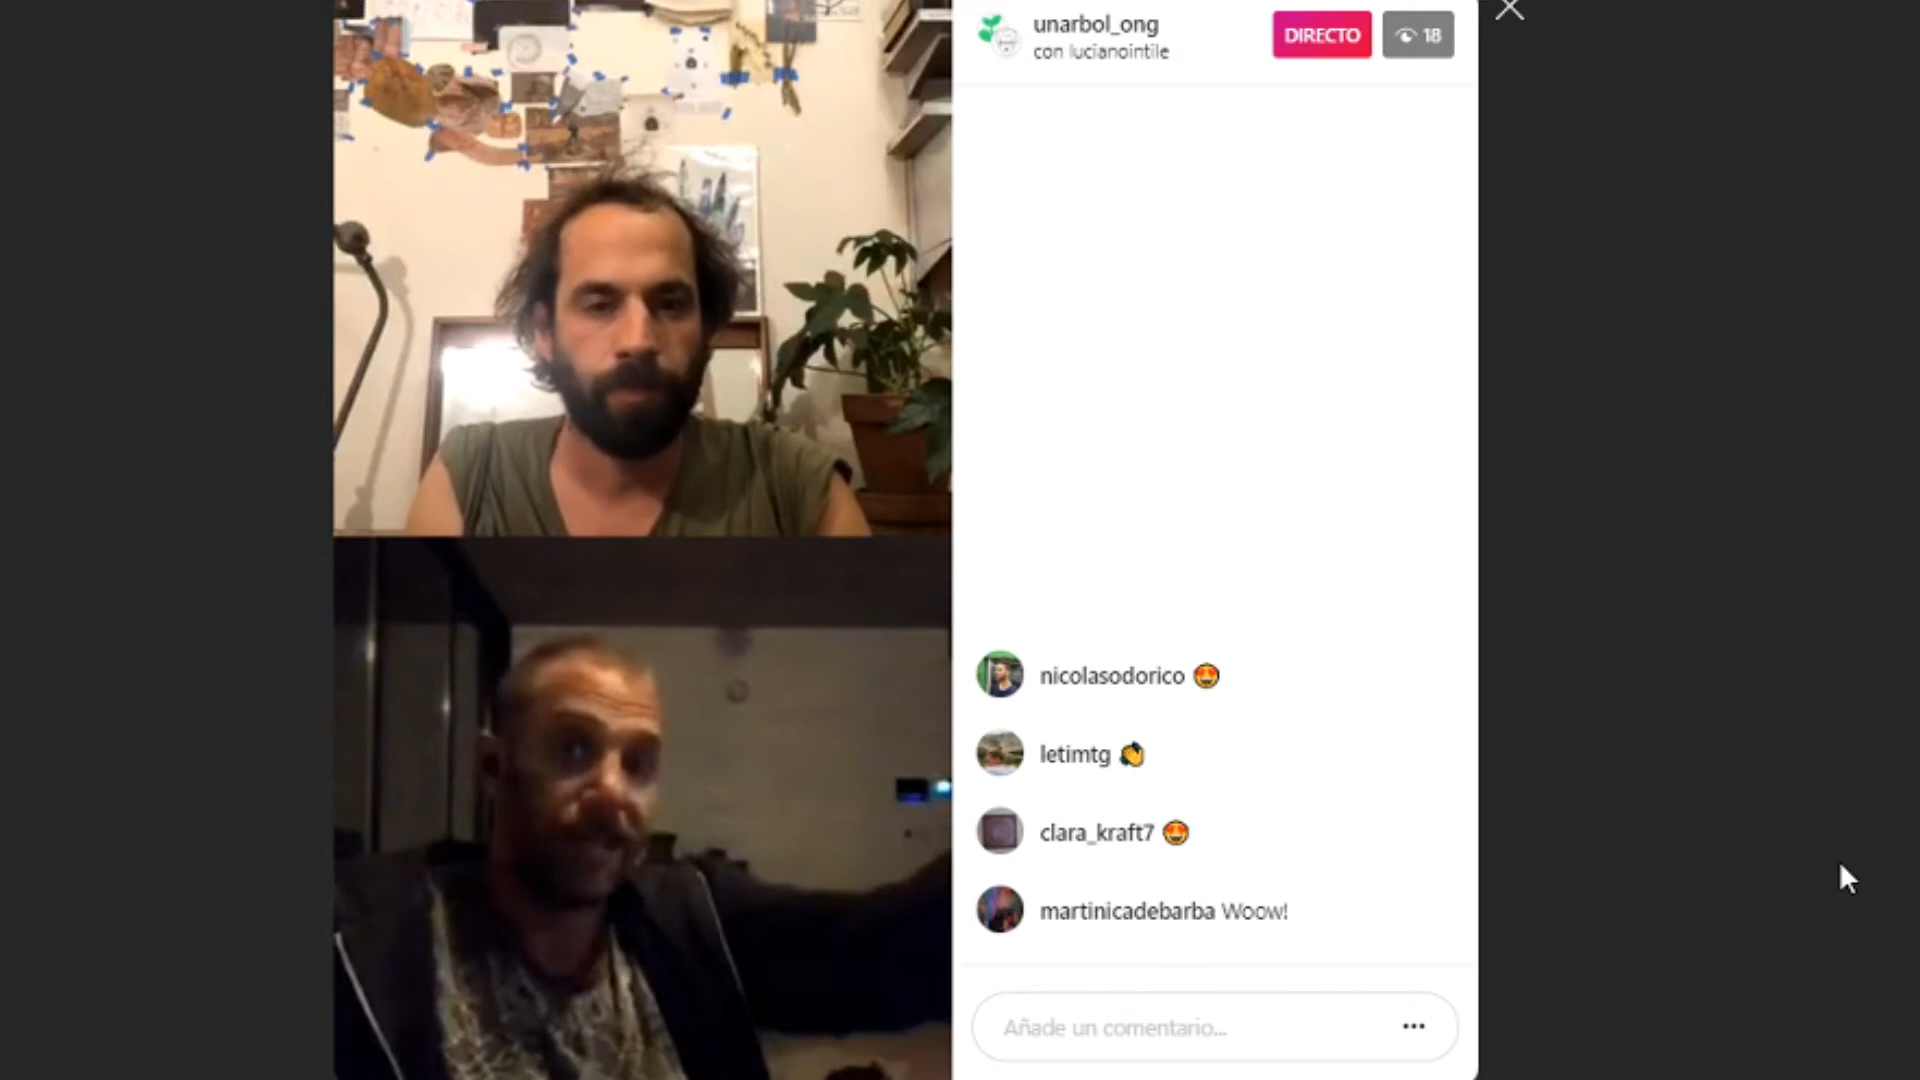 unarbol_ong
con lucianointile
DIRECTO
18
nicolasodorico
letimtg
clara_kraft7
martinicadebarba Woow!
Añade un comentario...